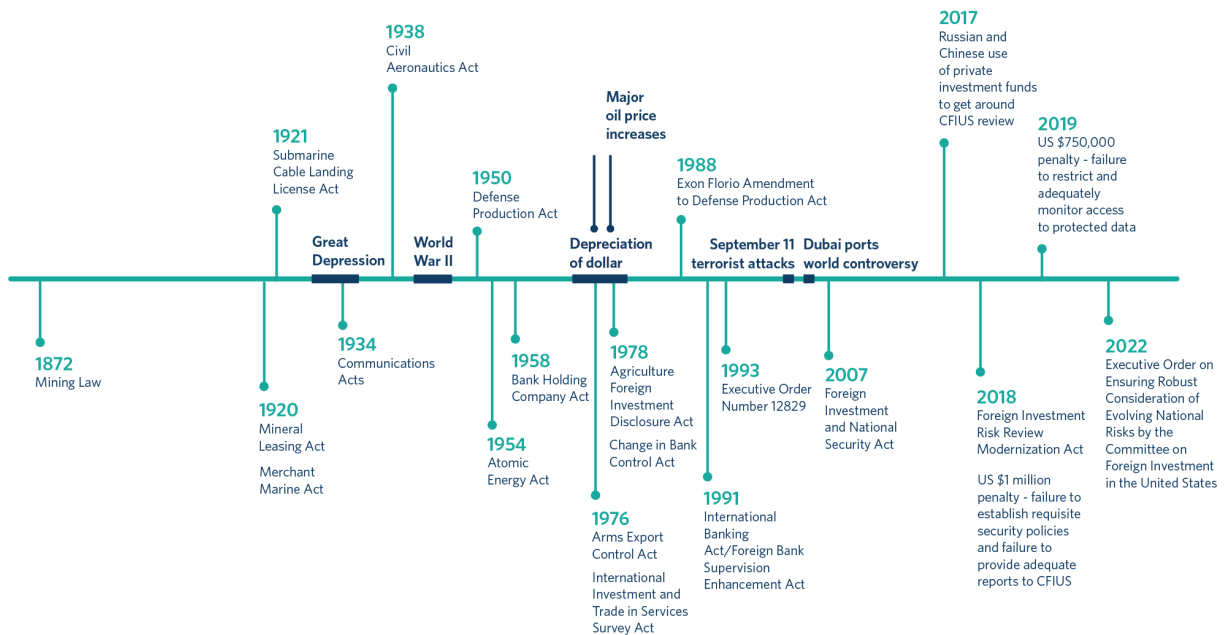 1872
Mining Law
1920
Mineral
Leasing Act
Merchant
Marine Act
1921
Submarine
Cable Landing
License Act
Great
Depression
1934
Communications
Acts
1938
Civil
Aeronautics Act
World
War II
1950
Defense
Production Act
1954
Atomic
Energy Act
1958
Bank Holding
Company Act
Major
oil price
increases
Depreciation
of dollar
1976
Arms Export
Control Act
International
Investment and
Trade in Services
Survey Act
1978
Agriculture
Foreign
Investment
Disclosure Act
Change in Bank
Control Act
1988
Exon Florio Amendment
to Defense Production Act
1991
International
Banking
Act/Foreign Bank
Supervision
Enhancement Act
1993
Executive Order
Number 12829
September 11
terrorist attacks
Dubai ports
world controversy
2007
Foreign
Investment
and National
Security Act
2017
Russian and
Chinese use
of private
investment funds
to get around
CFIUS review
2018
Foreign Investment
Risk Review
Modernization Act
US $1 million
penalty - failure to
establish requisite
security policies
and failure to
provide adequate
reports to CFIUS
2019
US $750,000
penalty - failure
to restrict and
adequately
monitor access
to protected data
2022
Executive Order on
Ensuring Robust
Consideration of
Evolving National
Risks by the
Committee on
Foreign Investment
in the United States